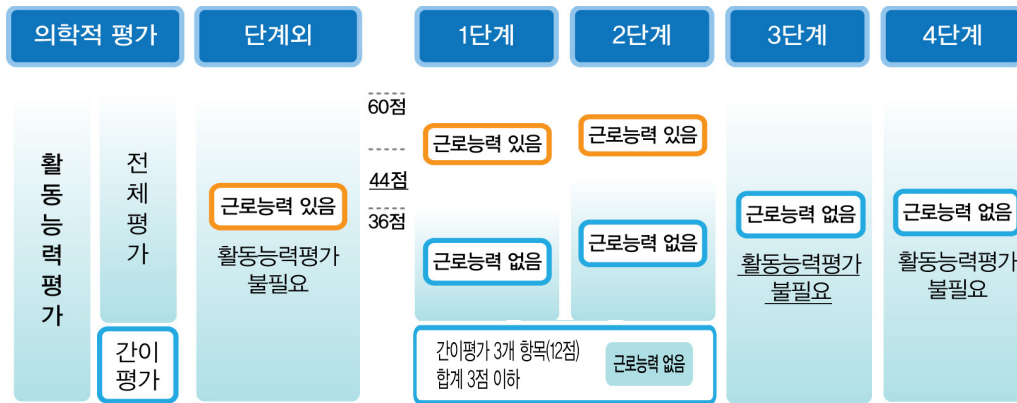 의학적 평가
단계외
1단계
2단계
3단계
4단계
활동능력평가
전체평가
간이
평가
근로능력 있음
활동능력평가
불필요
60점
44점
36점
근로능력 있음
근로능력 없음
근로능력 있음
근로능력 없음
간이평가 3개 항목(12점)
합계 3점 이하
근로능력 없음
근로능력 없음
활동능력평가
불필요
근로능력 없음
활동능력평가
불필요